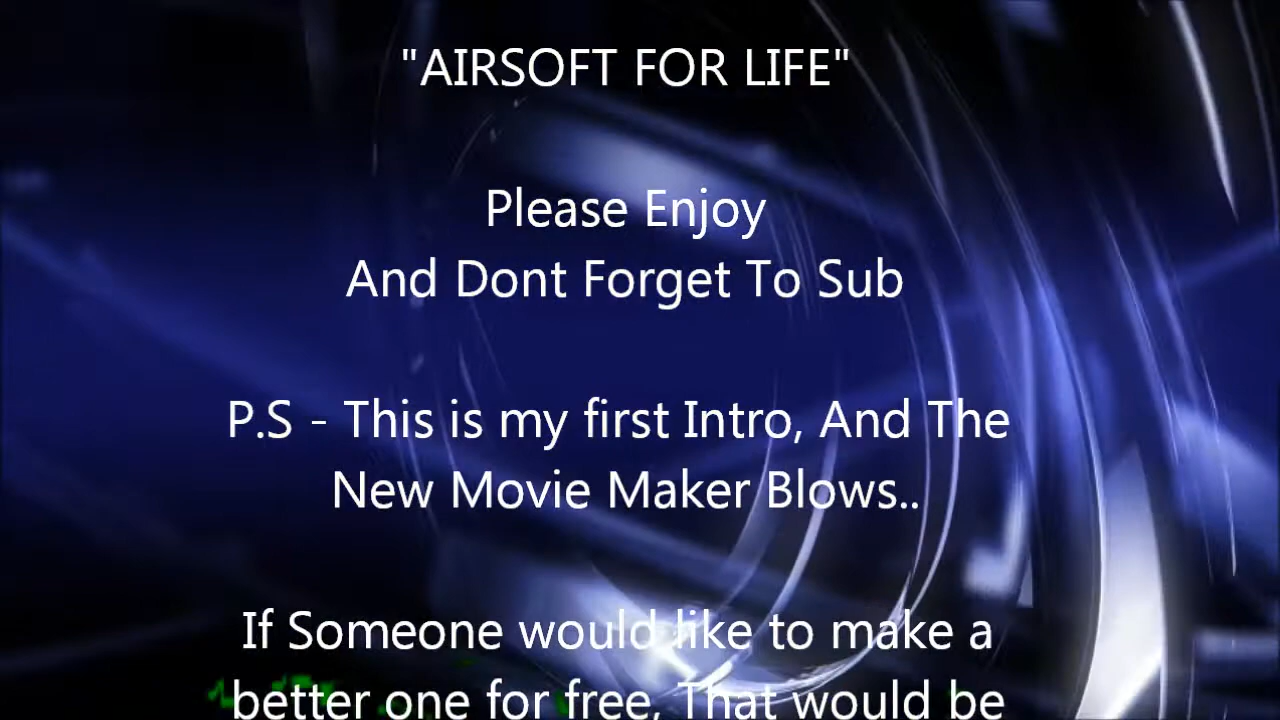 "AIRSOFT FOR LIFE"
Please Enjoy
And Dont Forget To Sub
P.S - This is my first Intro, And The
New Movie Maker Blows..
If Someone would like to make a
better one for free, That would be